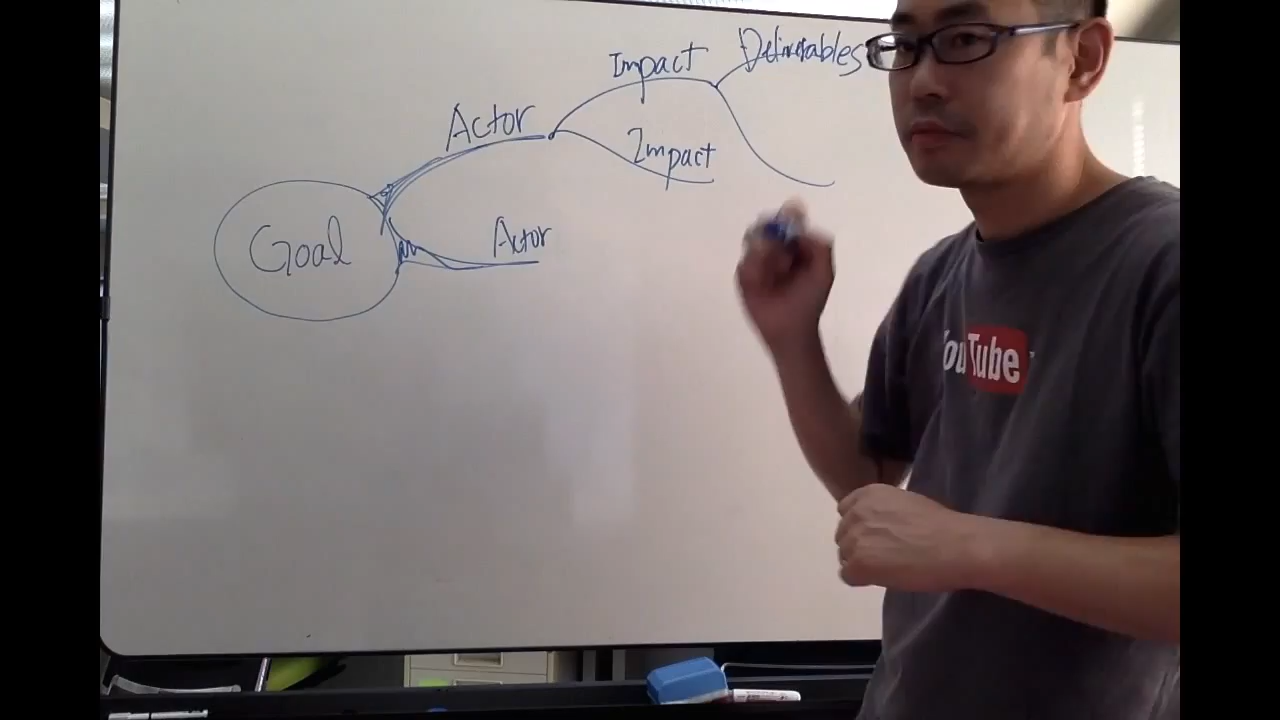 Impact
Deliverables
Actor
Impact
Goal
Actor
YouTube